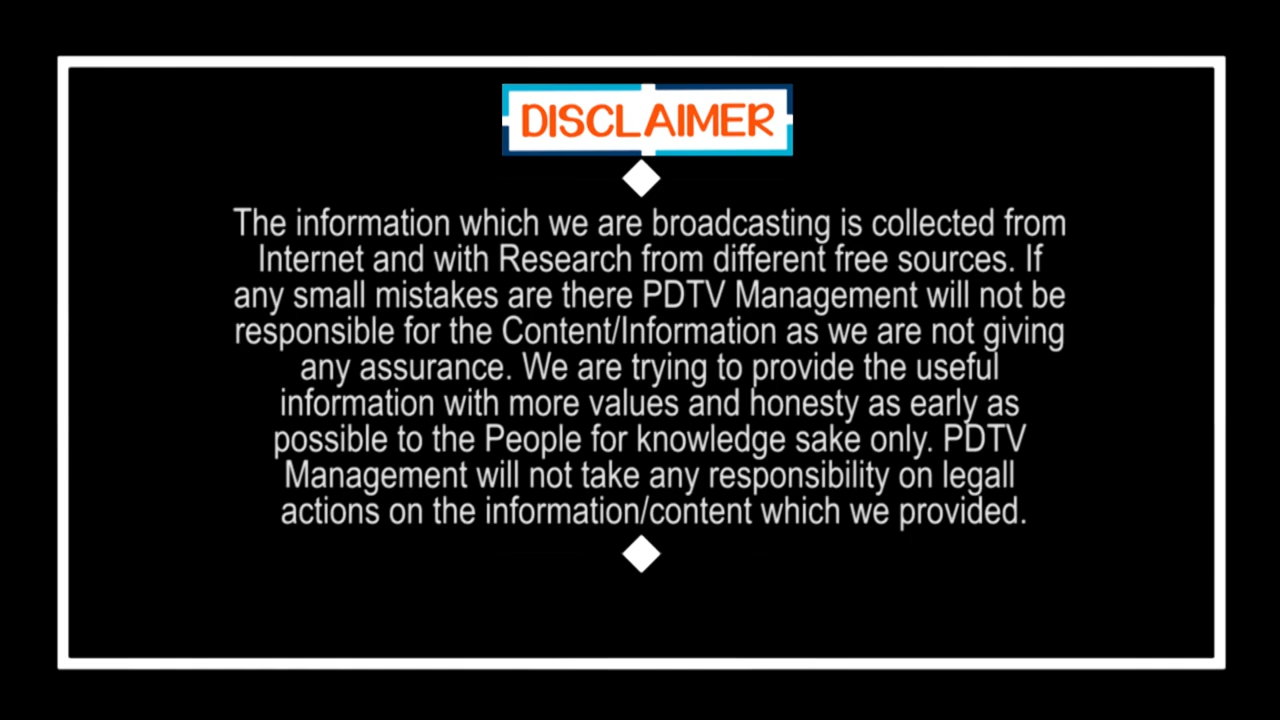 DISCLAIMER
The information which we are broadcasting is collected from
Internet and with Research from different free sources. If
any small mistakes are there PDTV Management will not be
responsible for the Content/Information as we are not giving
any assurance. We are trying to provide the useful
information with more values and honesty as early as
possible to the People for knowledge sake only. PDTV
Management will not take any responsibility on legall
actions on the information/content which we provided.